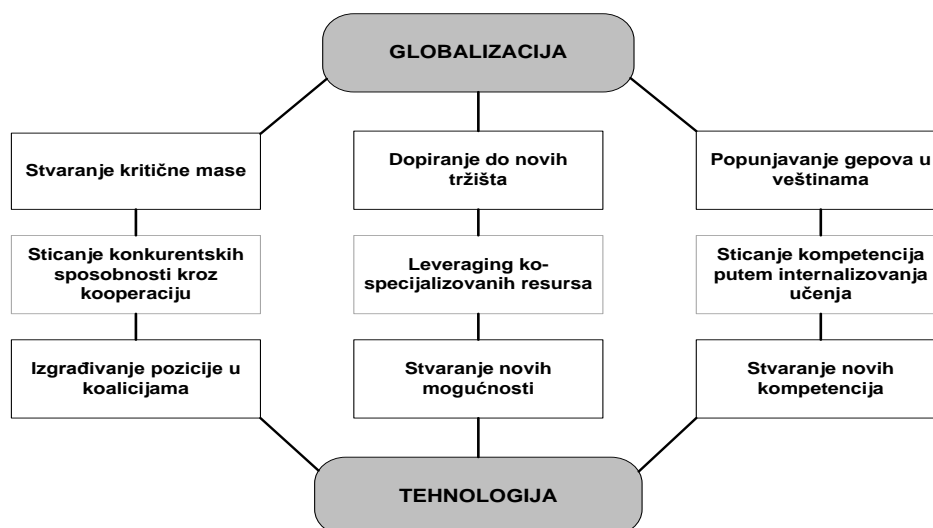 GLOBALIZACIJA
Stvaranje kritične mase
Dopiranje do novih
tržišta
Popunjavanje gepova u
veštinama
Sticanje konkurentskih
sposobnosti kroz
kooperaciju
Leveraging ko-
specijalizovanih resursa
Sticanje kompetencija
putem internalizovanja
učenja
Izgrađivanje pozicije u
koalicijama
Stvaranje novih
mogućnosti
Stvaranje novih
kompetencija
TEHNOLOGIJA